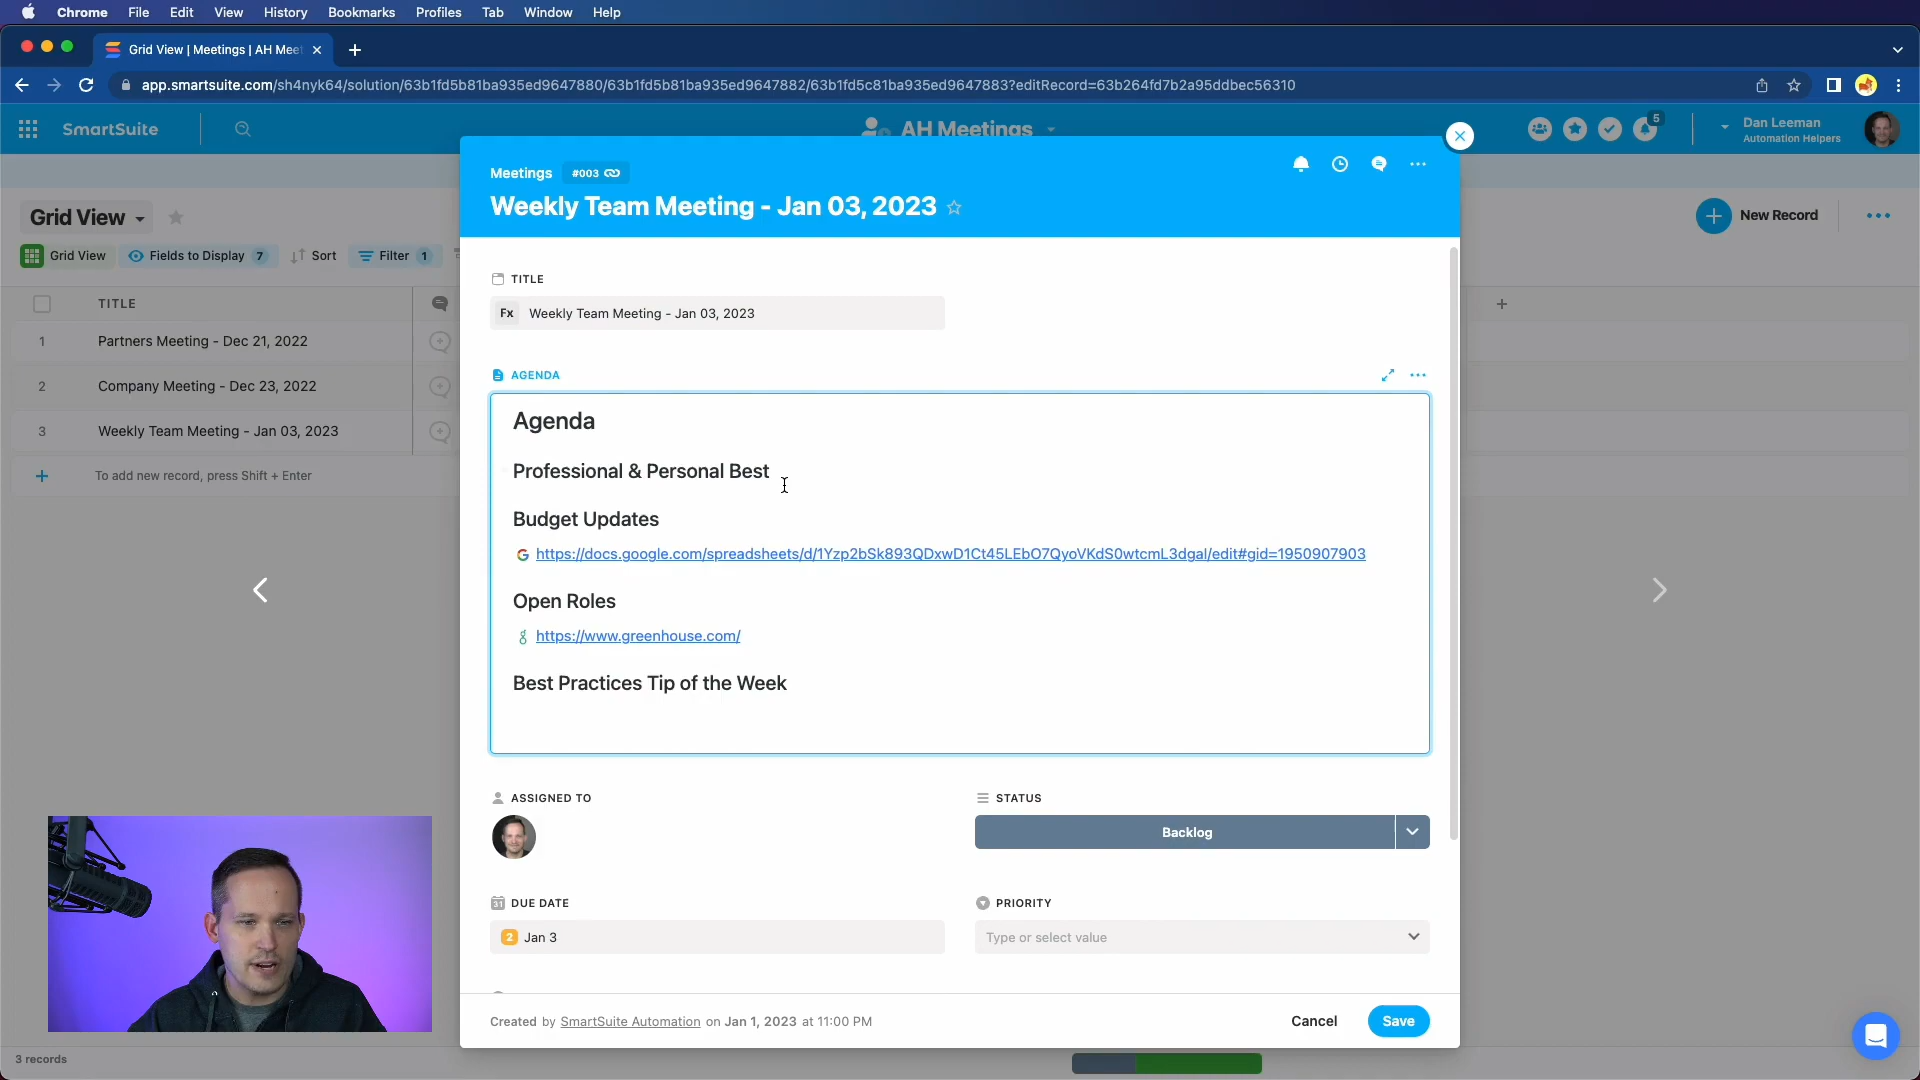 Chrome File Edit View History Bookmarks Profiles Tab Window Help
Grid View | Meetings | AH Mee
app.smartsuite.com/sh4nyk64/solution/63b1fd5b81ba935ed9647880/63b1fd5b81ba935ed9647882/63b1fd5c81ba935ed9647883?editRecord=63b264fd7b2a95ddbec56310
SmartSuite
AH Meetings
5
Dan Leeman
Automation Helpers
Grid View
New Record
Grid View Fields to Display 7 Sort Filter 1
TITLE
1 Partners Meeting - Dec 21, 2022
2 Company Meeting - Dec 23, 2022
3 Weekly Team Meeting - Jan 03, 2023
To add new record, press Shift + Enter
Meetings #003
Weekly Team Meeting - Jan 03, 2023
TITLE
Fx Weekly Team Meeting - Jan 03, 2023
AGENDA
Agenda
Professional & Personal Best
Budget Updates
https://docs.google.com/spreadsheets/d/1Yzp2bSk893QDxwD1Ct45LEbO7QyoVKdS0wtcmL3dgal/edit#gid=1950907903
Open Roles
https://www.greenhouse.com/
Best Practices Tip of the Week
ASSIGNED TO
STATUS
Backlog
31 DUE DATE
2 Jan 3
PRIORITY
Type or select value
Created by SmartSuite Automation on Jan 1, 2023 at 11:00 PM
Cancel Save
3 records